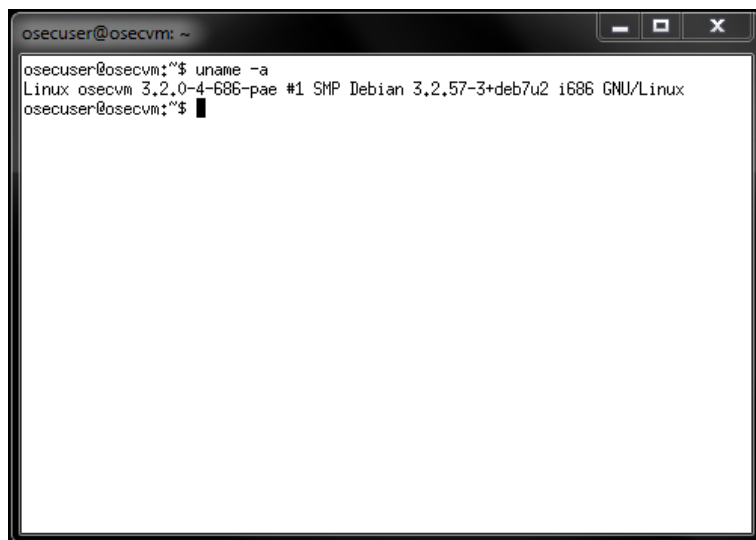 osecuser@osecvm: ~
osecuser@osecvm:~$ uname -a
Linux osecvm 3.2.0-4-686-pae #1 SMP Debian 3.2.57-3+deb7u2 i686 GNU/Linux
osecuser@osecvm:~$